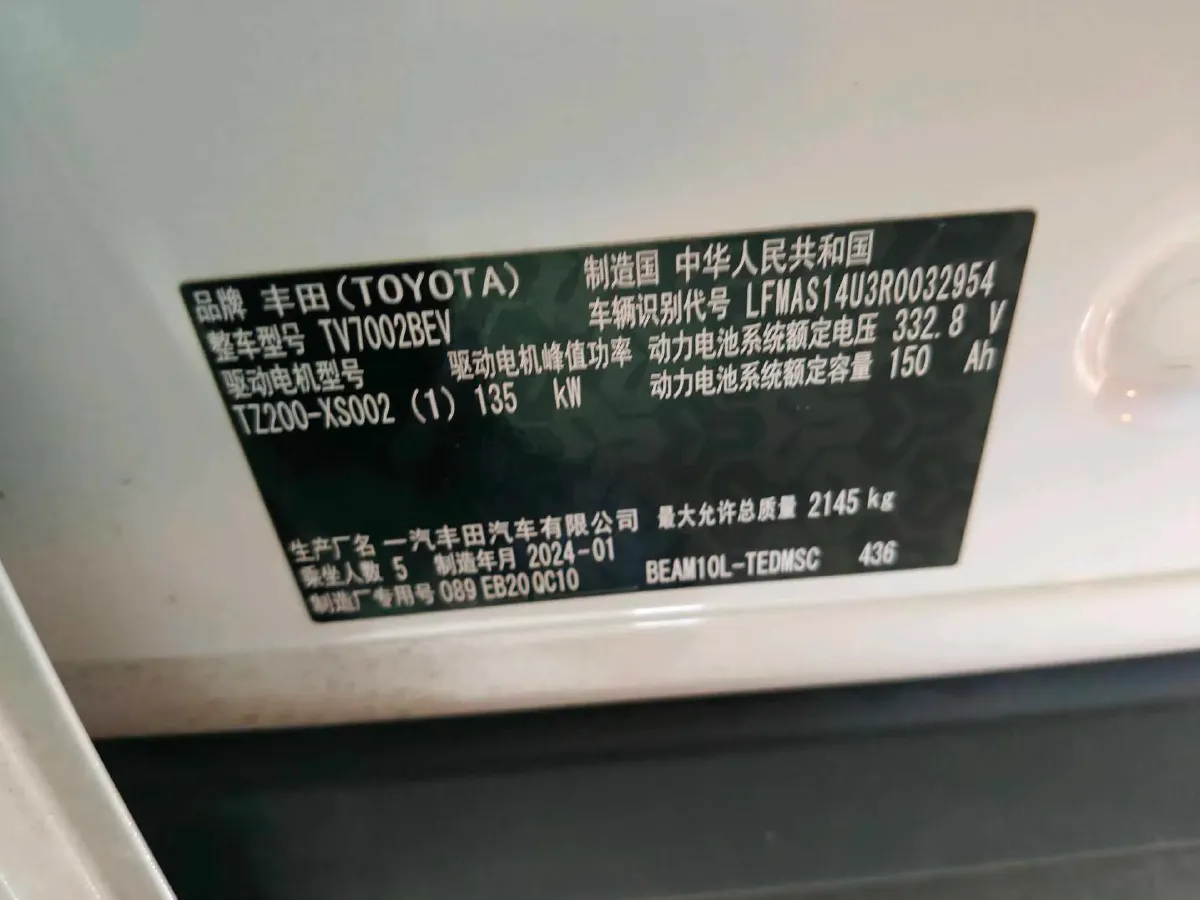 品牌 丰田(TOYOTA) 制造国 中华人民共和国
整车型号 TV7002BEV 车辆识别代号 LFMAS14U3R0032954
驱动电机型号 驱动电机峰值功率 动力电池系统额定电压 332.8 V
TZ200-XS002 (1) 135 kW 动力电池系统额定容量 150 Ah
生产厂名 一汽丰田汽车有限公司 最大允许总质量 2145 kg
乘坐人数 5 制造年月 2024-01
制造厂专用号 089 EB20 QC10 BEAM10L-TEDMSC 436